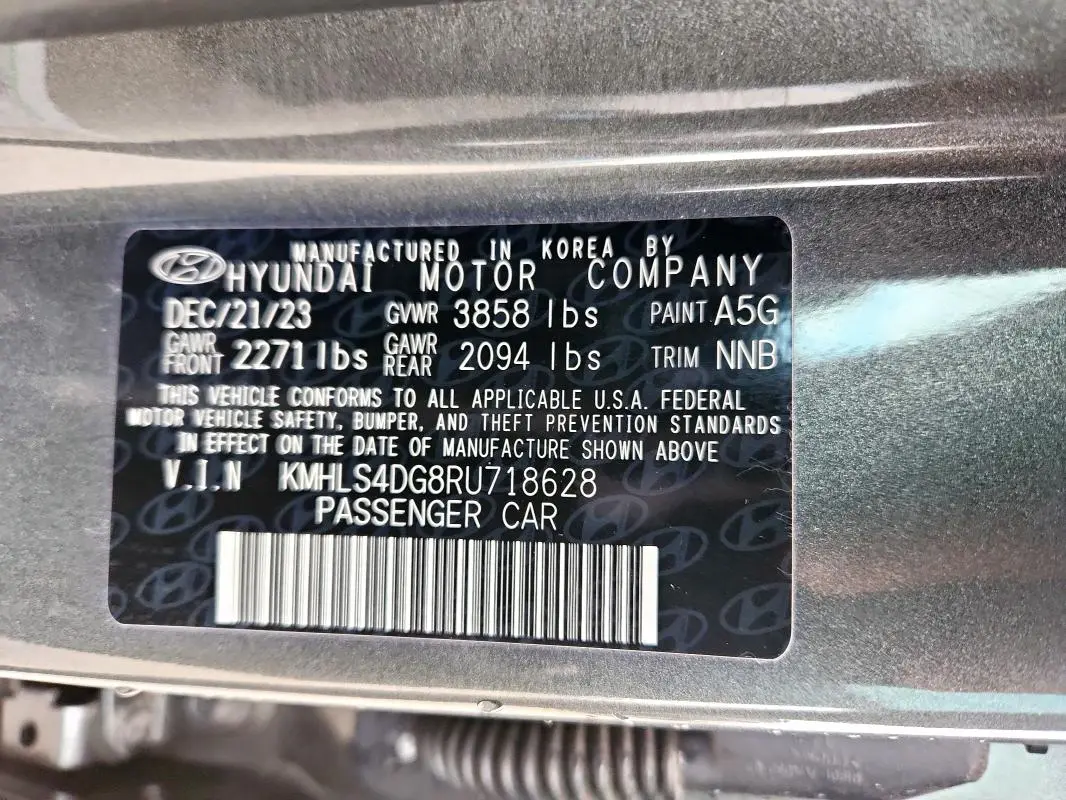 MANUFACTURED IN KOREA BY
HYUNDAI MOTOR COMPANY
DEC/21/23 GVWR 3858 lbs PAINT A5G
GAWR FRONT 2271 lbs GAWR REAR 2094 lbs TRIM NNB
THIS VEHICLE CONFORMS TO ALL APPLICABLE U.S.A. FEDERAL
MOTOR VEHICLE SAFETY, BUMPER, AND THEFT PREVENTION STANDARDS
IN EFFECT ON THE DATE OF MANUFACTURE SHOWN ABOVE
V.I.N KMHLS4DG8RU718628
PASSENGER CAR